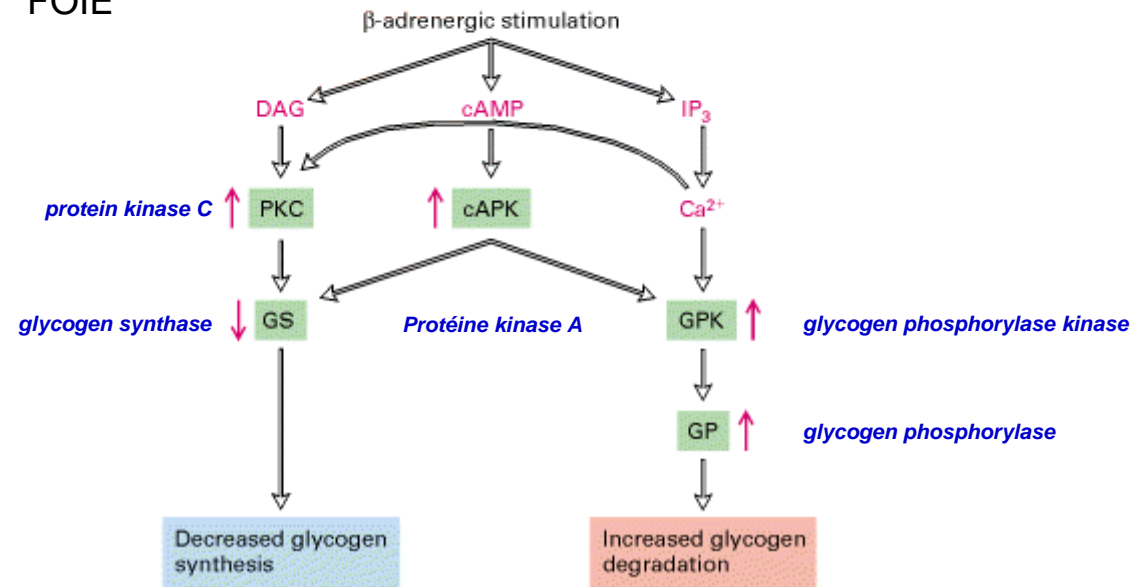 FOIE
β-adrenergic stimulation
DAG cAMP IP₃
protein kinase C PKC cAPK Ca²⁺
glycogen synthase GS Protéine kinase A GPK glycogen phosphorylase kinase
GP glycogen phosphorylase
Decreased glycogen
synthesis
Increased glycogen
degradation